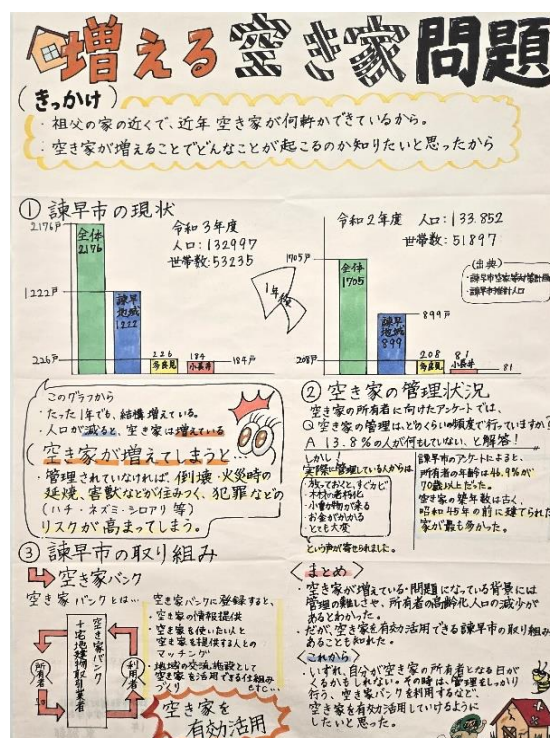 増える空き家問題
(きっかけ)
・祖父の家の近くで、近年 空き家が何軒かできているから。
・空き家が増えることでどんなことが起こるのか知りたいと思ったから
① 諫早市の現状
令和3年度
人口:132997
世帯数:53235
2176戸
全体
2176
1222戸
諫早
地域
1222
226戸
226
多良見
184
小長井
184戸
1年後
令和2年度 人口:133.852
世帯数:51897
1705戸
全体
1705
諫早
地域
899
899戸
208戸
208
多良見
81
小長井
81
(出典)
・諫早市推計人口
このグラフから
・たった1年でも、結構増えている。
・人口が減ると、空き家は増えている
空き家が増えてしまうと…
・管理されていなければ、倒壊・火災時の
延焼、害獣などが住みつく、犯罪などの
(ハチ・ネズミ・シロアリ 等)
リスクが高まってしまう。
② 空き家の管理状況
空き家の所有者に向けたアンケートでは、
Q 空き家の管理は、どれくらいの頻度で行っていますか?
A 13.8%の人が何もしていない、と解答!
しかし!
実際に管理している人からは
・放っておくと、すぐカビ
・木材の老朽化
・小動物が来る
・お金がかかる
・とても大変
という声が寄せられました。
諫早市のアンケートによると、
所有者の年齢は46.9%が
70歳以上だった。
空き家の築年数は古く、
昭和45年の前に建てられた
家が最も多かった。
③ 諫早市の取り組み
空き家バンク
空き家バンクとは…
所有者
空き家バンク
+宅地建物取引業者
利用者
空き家バンクに登録すると、
・空き家の情報提供
・空き家を使いたい人と
空き家を提供する人との
マッチング
・地域の交流施設として
空き家を活用できる仕組み
づくり
空き家を
有効活用
<まとめ>
・空き家が増えている・問題になっている背景には
管理の難しさや、所有者の高齢化、人口の減少が
あるとわかった。
・だが、空き家を有効活用できる諫早市の取り組み
あることも知れた。
<これから>
・いずれ、自分が空き家の所有者となる日が
くるかもしれない。その時は、管理をしっかり
行う、空き家バンクを利用するなど、
空き家を有効活用していけるように
したいと思った。